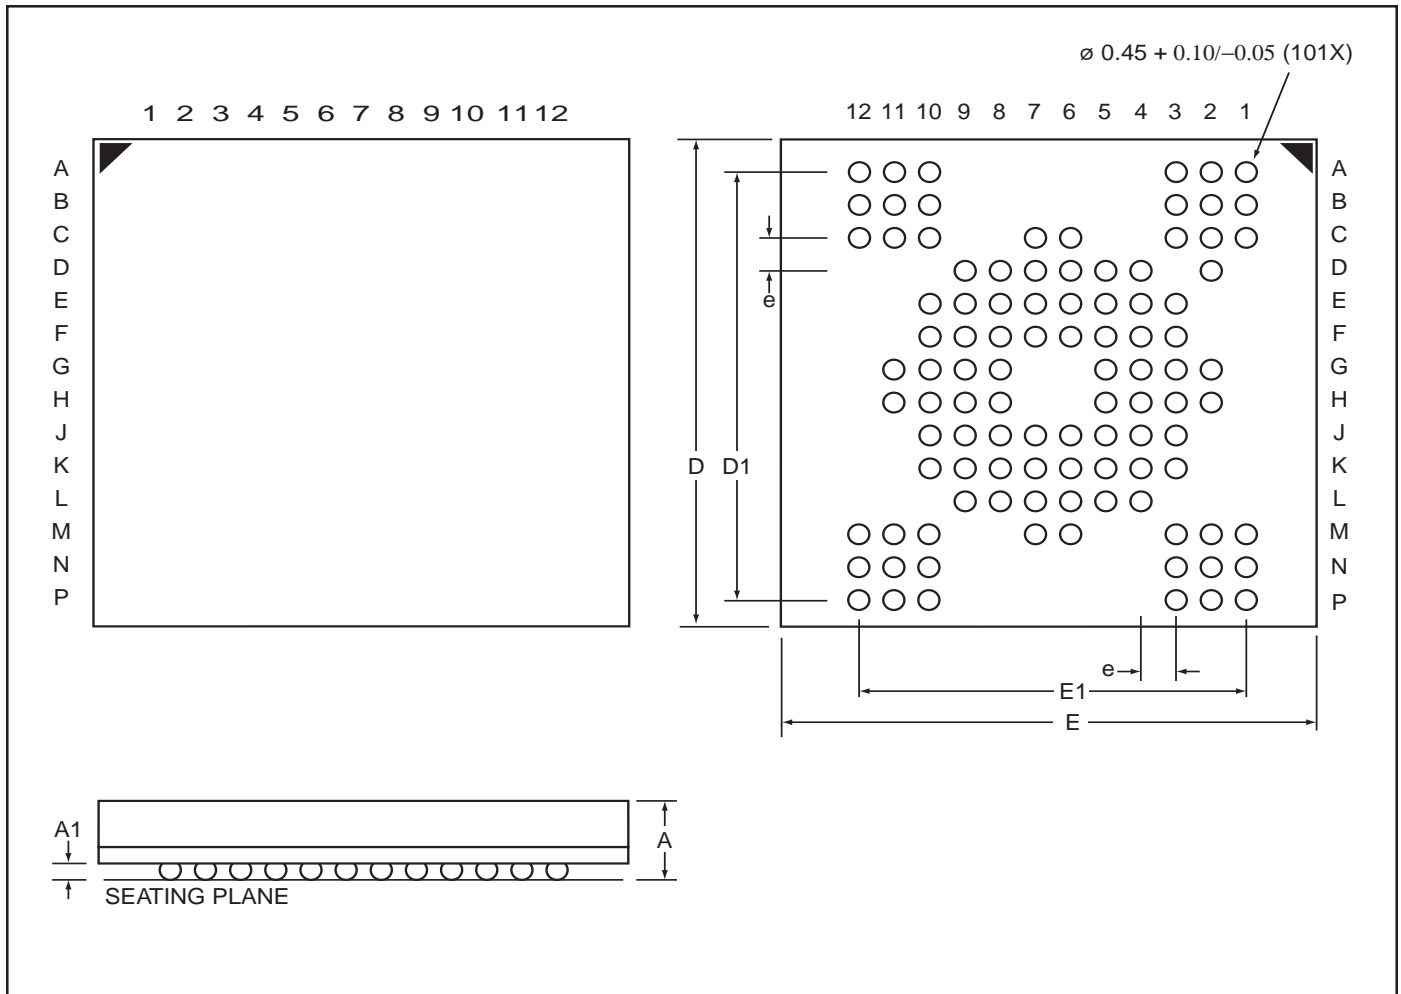 ø 0.45 + 0.10/–0.05 (101X)
1 2 3 4 5 6 7 8 9 10 11 12
A
B
C
D
E
F
G
H
J
K
L
M
N
P
12 11 10 9 8 7 6 5 4 3 2 1
A
B
C
D
E
F
G
H
J
K
L
M
N
P
e
D D1
e
E1
E
A1
A
SEATING PLANE